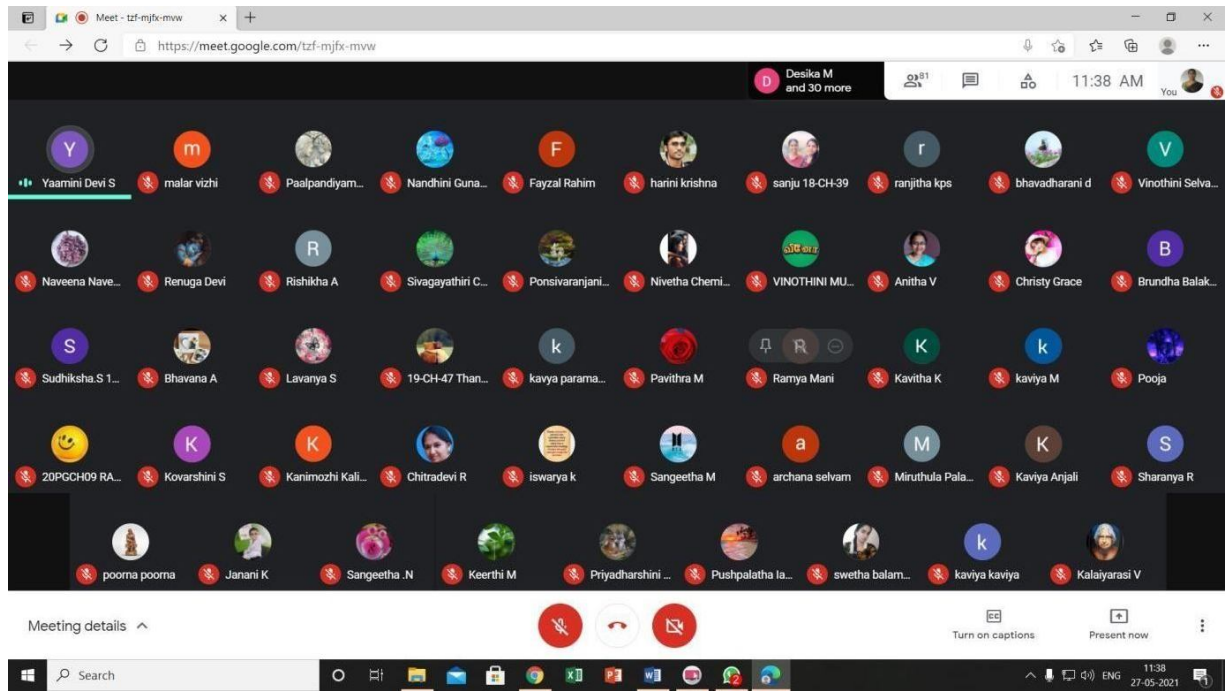 Meet - tzf-mjfx-mvw
https://meet.google.com/tzf-mjfx-mvw
D Desika M
and 30 more
81
11:38 AM
You
Y m F r V
Yaamini Devi S malar vizhi Paalpandiyam... Nandhini Guna... Fayzal Rahim harini krishna sanju 18-CH-39 ranjitha kps bhavadharani d Vinothini Selva...
R B
Naveena Nave... Renuga Devi Rishikha A Sivagayathiri C... Ponsivaranjani... Nivetha Chemi... VINOTHINI MU... Anitha V Christy Grace Brundha Balak...
S k R K k
Sudhiksha.S 1... Bhavana A Lavanya S 19-CH-47 Than... kavya parama... Pavithra M Ramya Mani Kavitha K kaviya M Pooja
K K a M K S
20PGCH09 RA... Kovarshini S Kanimozhi Kali... Chitradevi R iswarya k Sangeetha M archana selvam Miruthula Pala... Kaviya Anjali Sharanya R
k
poorna poorna Janani K Sangeetha .N Keerthi M Priyadharshini ... Pushpalatha la... swetha balam... kaviya kaviya Kalaiyarasi V
Meeting details
CC
Turn on captions
Present now
Search
ENG
11:38
27-05-2021